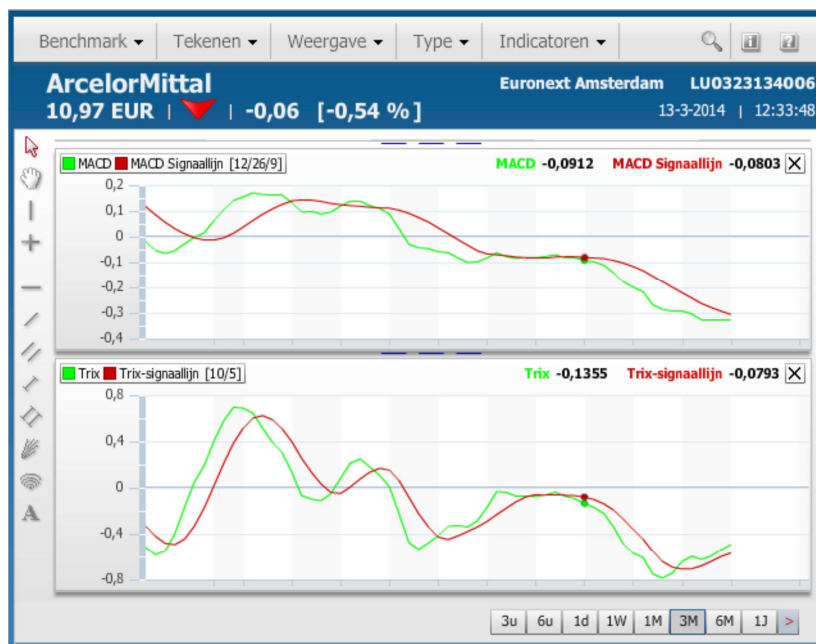 Benchmark Tekenen Weergave Type Indicatoren
ArcelorMittal Euronext Amsterdam LU0323134006
10,97 EUR | | -0,06 [-0,54 %] 13-3-2014 | 12:33:48
MACD MACD Signaallijn [12/26/9] MACD -0,0912 MACD Signaallijn -0,0803
0,2
0,1
0
-0,1
-0,2
-0,3
-0,4
Trix Trix-signaallijn [10/5] Trix -0,1355 Trix-signaallijn -0,0793
0,8
0,4
0
-0,4
-0,8
A
3u 6u 1d 1W 1M 3M 6M 1J >